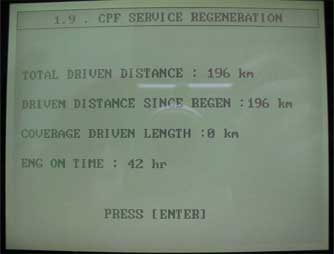 1.9 . CPF SERVICE REGENERATION
TOTAL DRIVEN DISTANCE : 196 km
DRIVEN DISTANCE SINCE REGEN :196 km
COVERAGE DRIVEN LENGTH :0 km
ENG ON TIME : 42 hr
PRESS [ENTER]